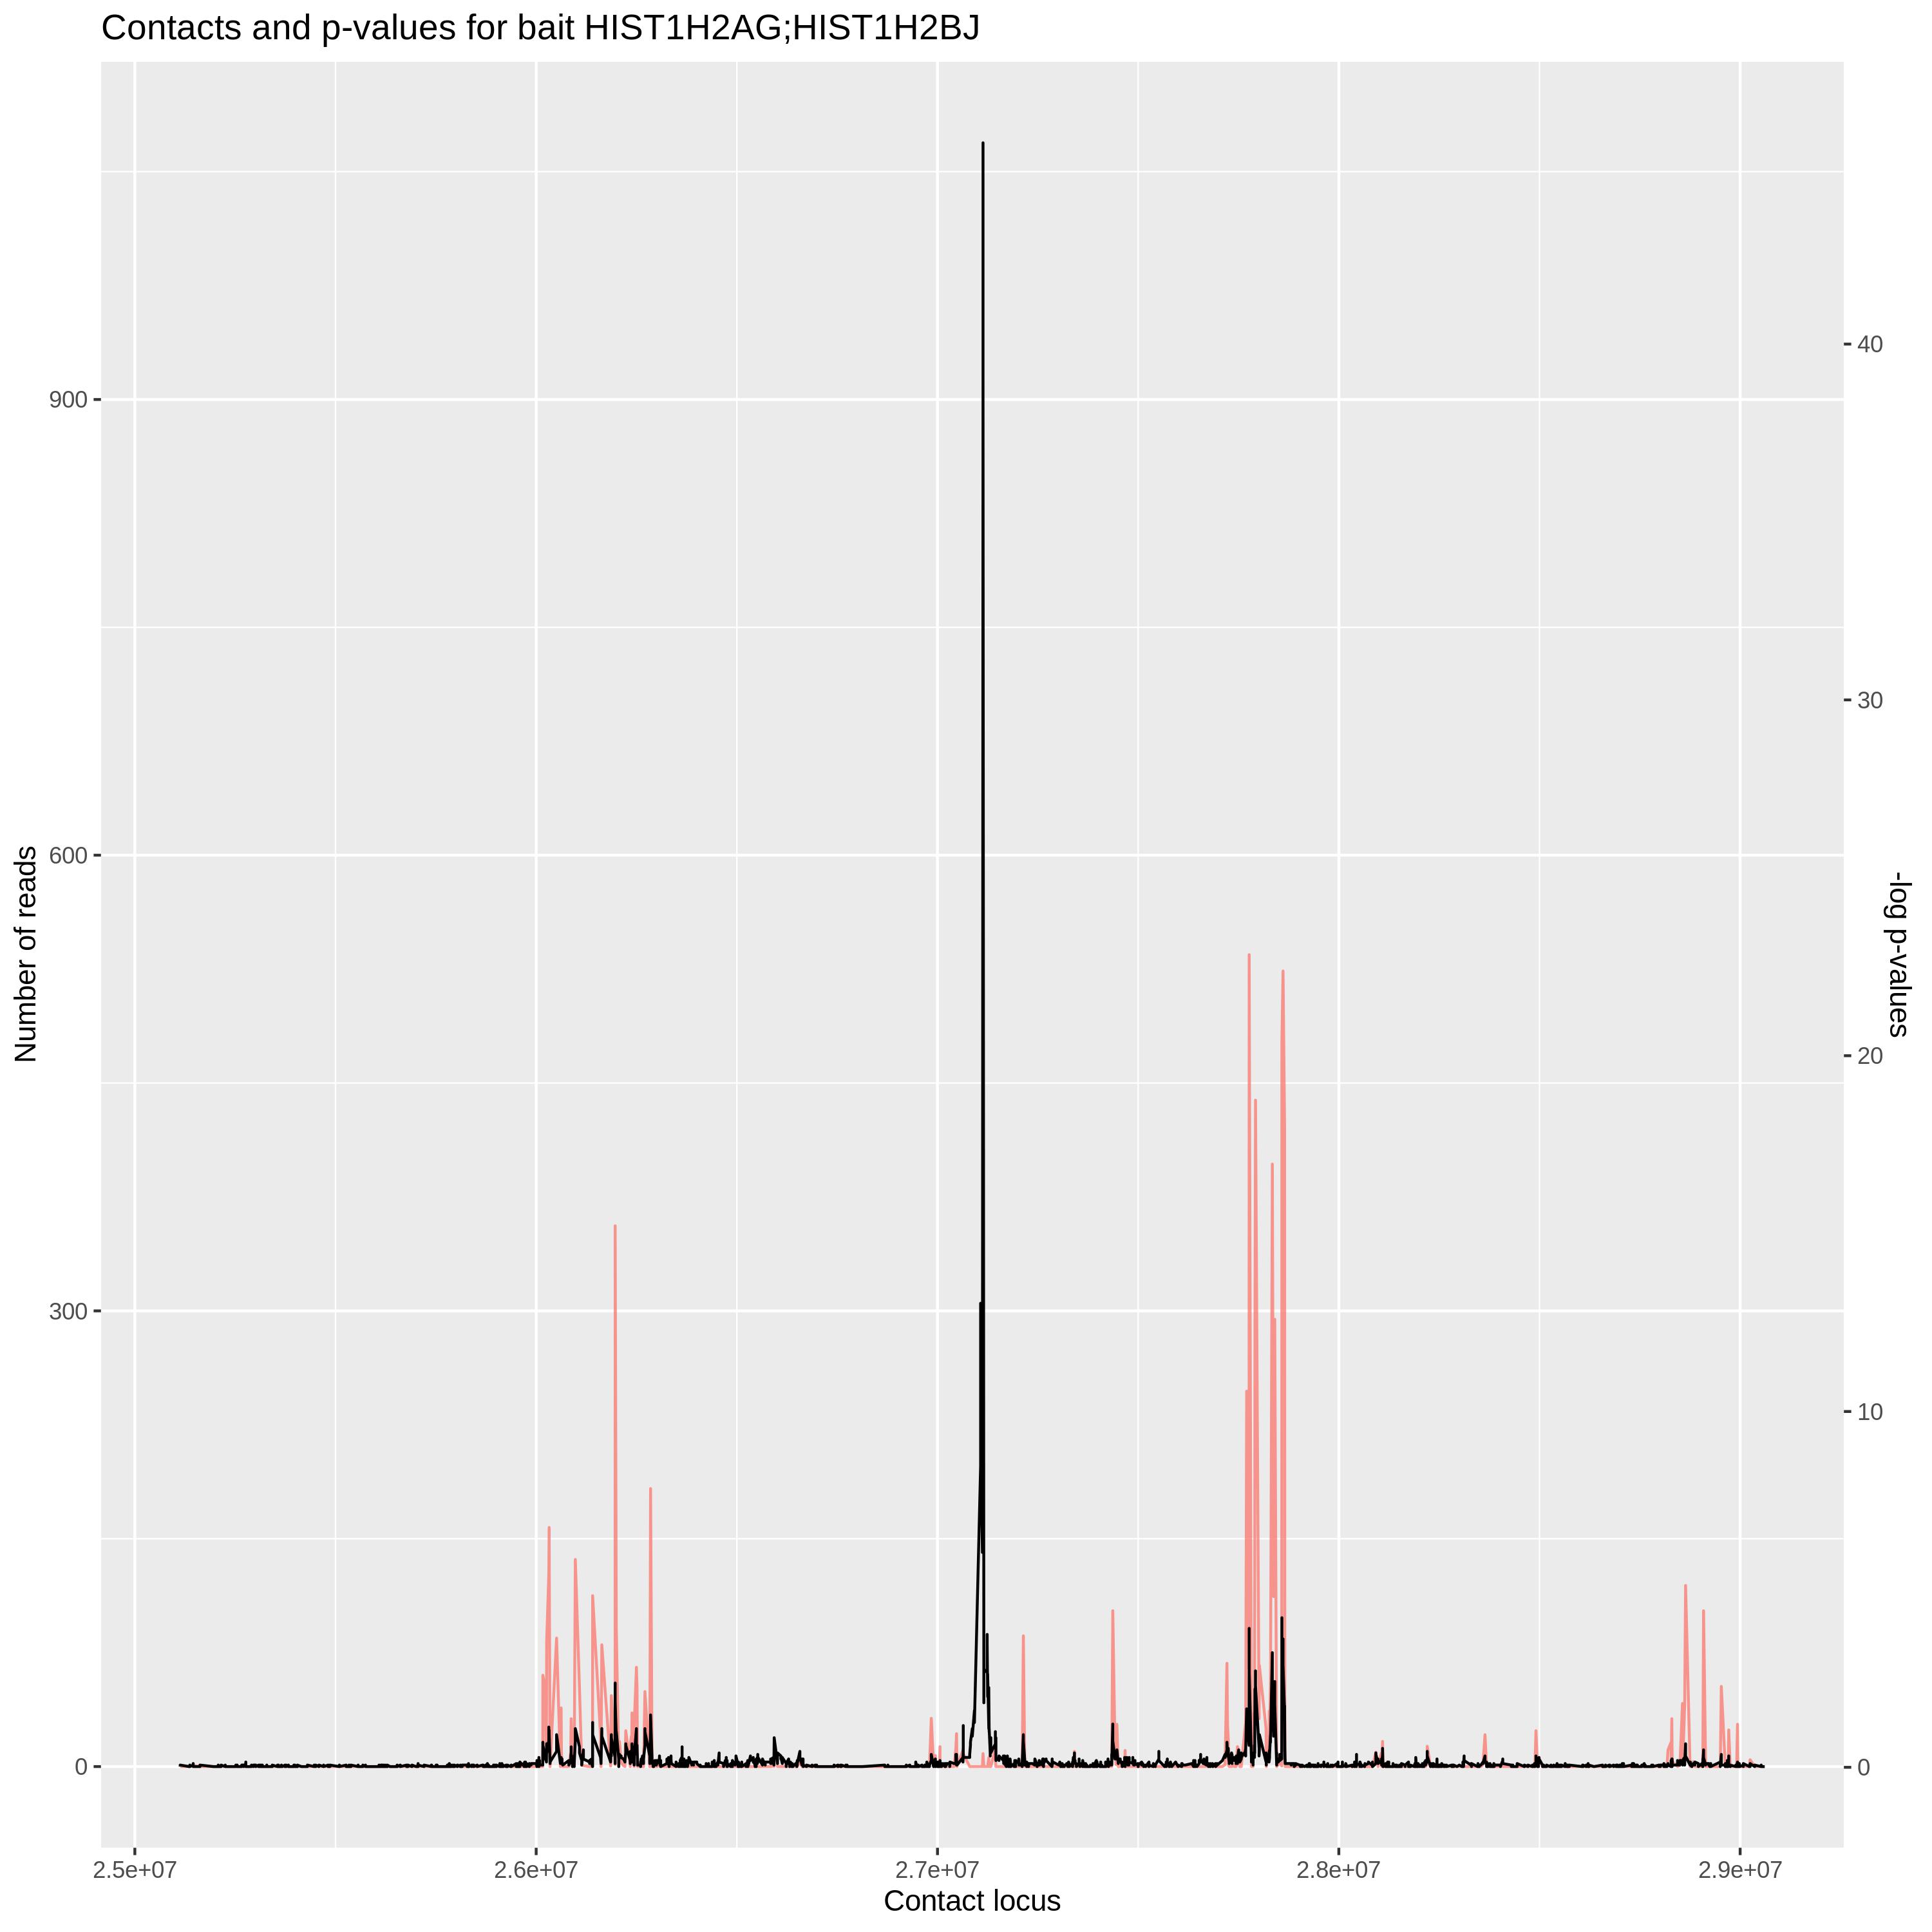 Contacts and p-values for bait HIST1H2AG;HIST1H2BJ
Number of reads
900
600
300
0
40
30
20
10
0
-log p-values
2.5e+07
2.6e+07
2.7e+07
2.8e+07
2.9e+07
Contact locus